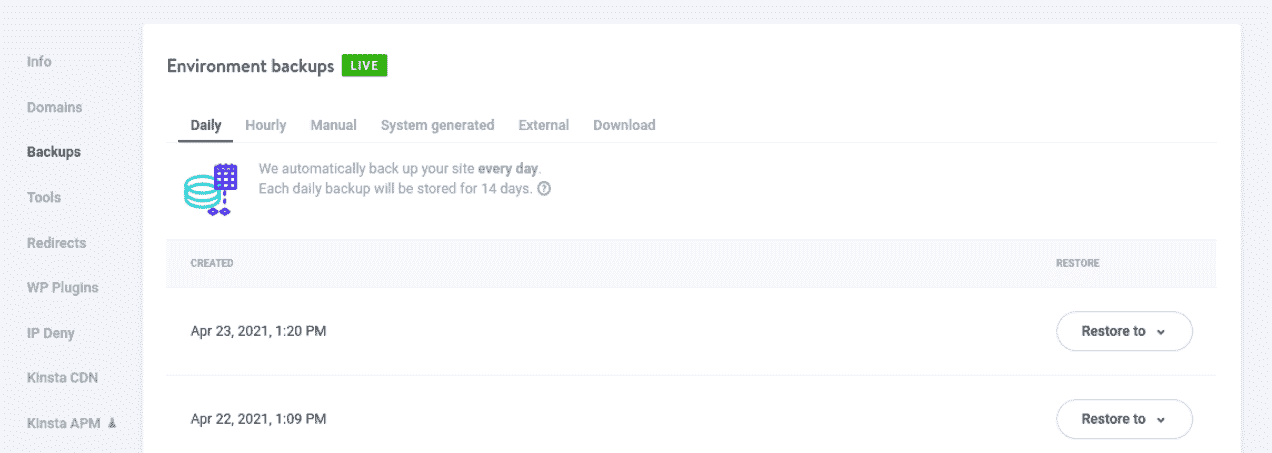 Info
Domains
Backups
Tools
Redirects
WP Plugins
IP Deny
Kinsta CDN
Kinsta APM
Environment backups LIVE
Daily Hourly Manual System generated External Download
We automatically back up your site every day.
Each daily backup will be stored for 14 days. ?
CREATED RESTORE
Apr 23, 2021, 1:20 PM Restore to
Apr 22, 2021, 1:09 PM Restore to